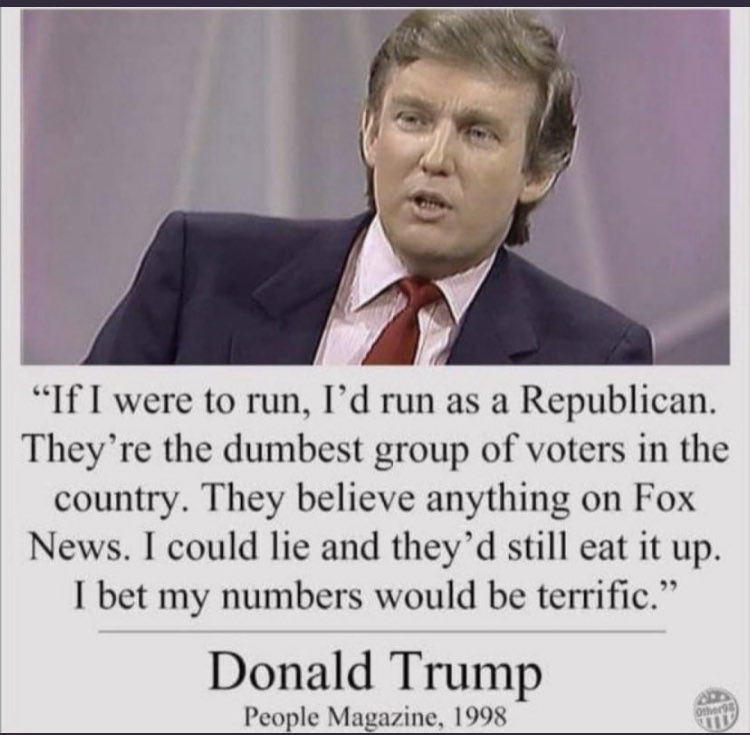 “If I were to run, I’d run as a Republican.
They’re the dumbest group of voters in the
country. They believe anything on Fox
News. I could lie and they’d still eat it up.
I bet my numbers would be terrific.”
Donald Trump
People Magazine, 1998
Other98